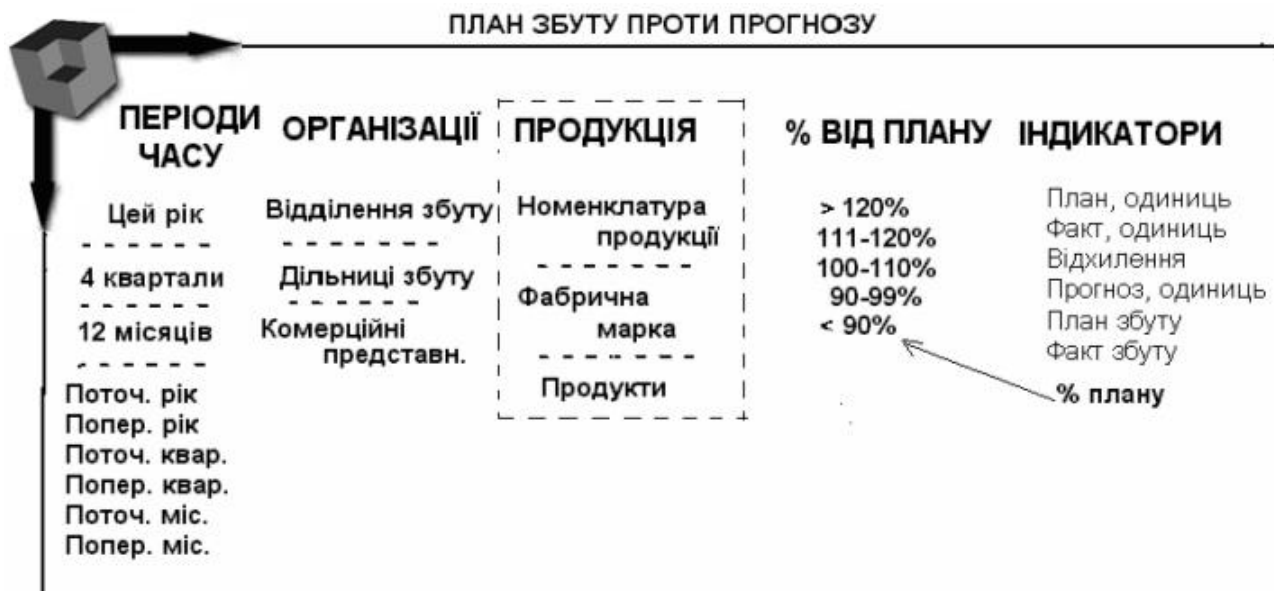 ПЛАН ЗБУТУ ПРОТИ ПРОГНОЗУ
ПЕРІОДИ
ЧАСУ
Цей рік
4 квартали
12 місяців
Поточ. рік
Попер. рік
Поточ. квар.
Попер. квар.
Поточ. міс.
Попер. міс.
ОРГАНІЗАЦІЇ
Відділення збуту
Дільниці збуту
Комерційні
представн.
ПРОДУКЦІЯ
Номенклатура
продукції
Фабрична
марка
Продукти
% ВІД ПЛАНУ
> 120%
111-120%
100-110%
90-99%
< 90%
ІНДИКАТОРИ
План, одиниць
Факт, одиниць
Відхилення
Прогноз, одиниць
План збуту
Факт збуту
% плану